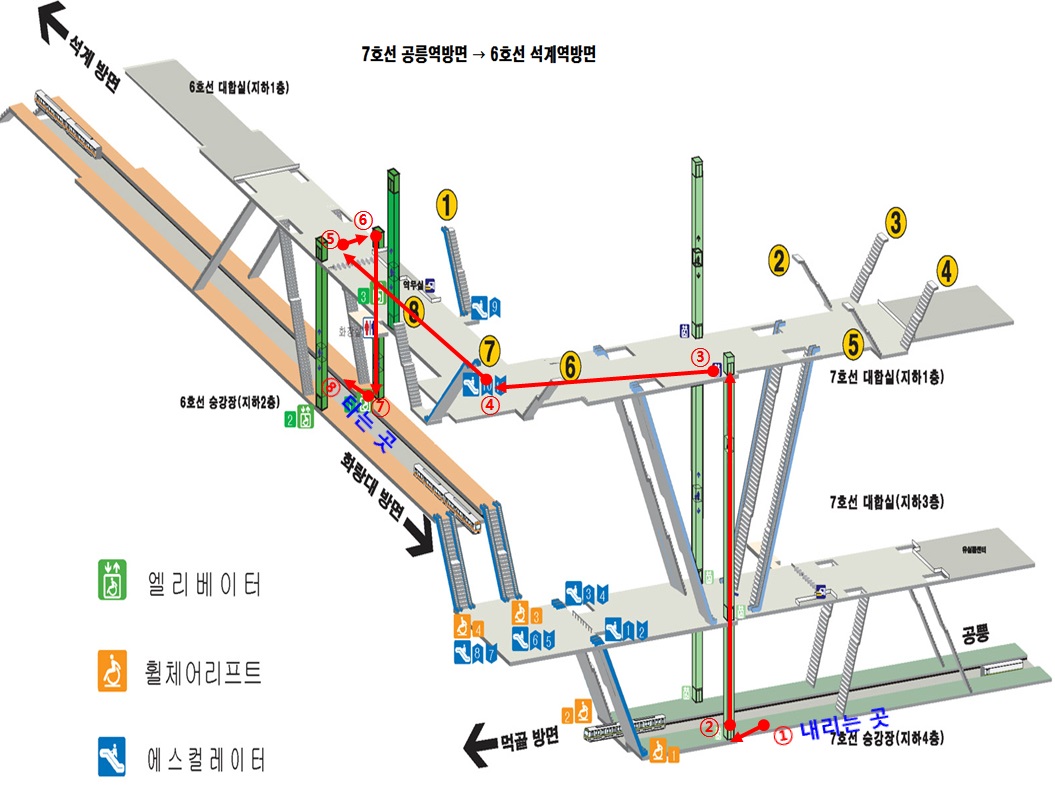 7호선 공릉역방면 → 6호선 석계역방면
석계 방면
6호선 대합실(지하1층)
1
2
3
4
5
6
7
8
⑤
⑥
③
④
⑧
⑦
②
①
역무실
화장실
3
9
2
7호선 대합실(지하1층)
6호선 승강장(지하2층)
타는 곳
화랑대 방면
7호선 대합실(지하3층)
유실물센터
엘리베이터
휠체어리프트
에스컬레이터
3 4
3
4
6 5
1 2
8 7
공릉
2
1
먹골 방면
내리는 곳
7호선 승강장(지하4층)